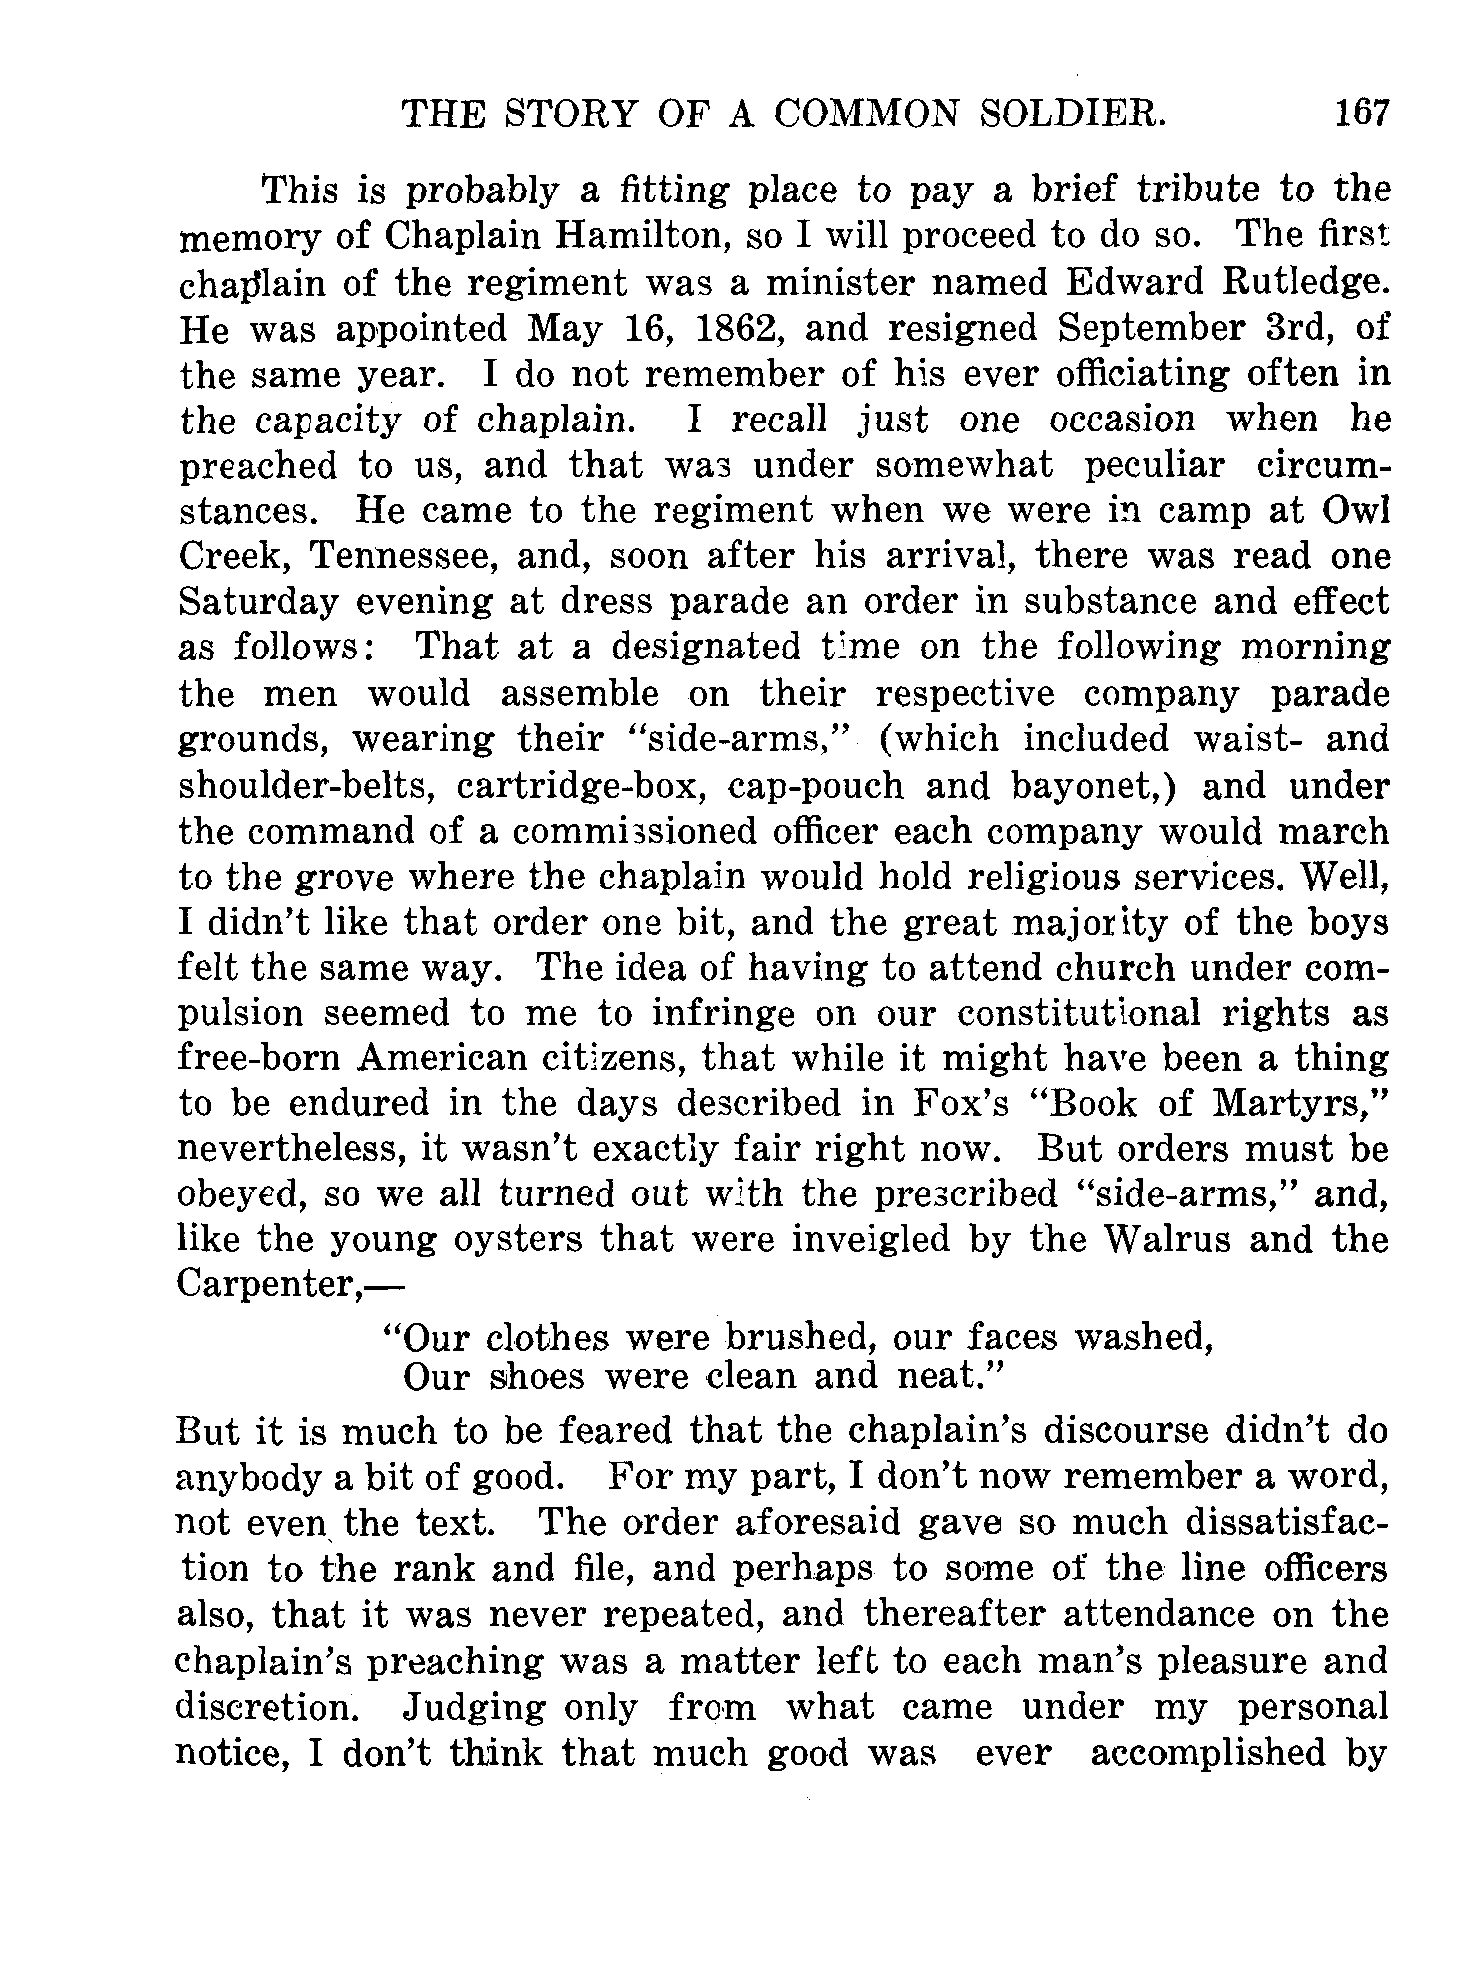 THE STORY OF A COMMON SOLDIER. 167
This is probably a fitting place to pay a brief tribute to the
memory of Chaplain Hamilton, so I will proceed to do so. The first
chaplain of the regiment was a minister named Edward Rutledge.
He was appointed May 16, 1862, and resigned September 3rd, of
the same year. I do not remember of his ever officiating often in
the capacity of chaplain. I recall just one occasion when he
preached to us, and that was under somewhat peculiar circum-
stances. He came to the regiment when we were in camp at Owl
Creek, Tennessee, and, soon after his arrival, there was read one
Saturday evening at dress parade an order in substance and effect
as follows: That at a designated time on the following morning
the men would assemble on their respective company parade
grounds, wearing their "side-arms," (which included waist- and
shoulder-belts, cartridge-box, cap-pouch and bayonet,) and under
the command of a commissioned officer each company would march
to the grove where the chaplain would hold religious services. Well,
I didn't like that order one bit, and the great majority of the boys
felt the same way. The idea of having to attend church under com-
pulsion seemed to me to infringe on our constitutional rights as
free-born American citizens, that while it might have been a thing
to be endured in the days described in Fox's "Book of Martyrs,"
nevertheless, it wasn't exactly fair right now. But orders must be
obeyed, so we all turned out with the prescribed "side-arms," and,
like the young oysters that were inveigled by the Walrus and the
Carpenter,—
"Our clothes were brushed, our faces washed,
Our shoes were clean and neat."
But it is much to be feared that the chaplain's discourse didn't do
anybody a bit of good. For my part, I don't now remember a word,
not even the text. The order aforesaid gave so much dissatisfac-
tion to the rank and file, and perhaps to some of the line officers
also, that it was never repeated, and thereafter attendance on the
chaplain's preaching was a matter left to each man's pleasure and
discretion. Judging only from what came under my personal
notice, I don't think that much good was ever accomplished by